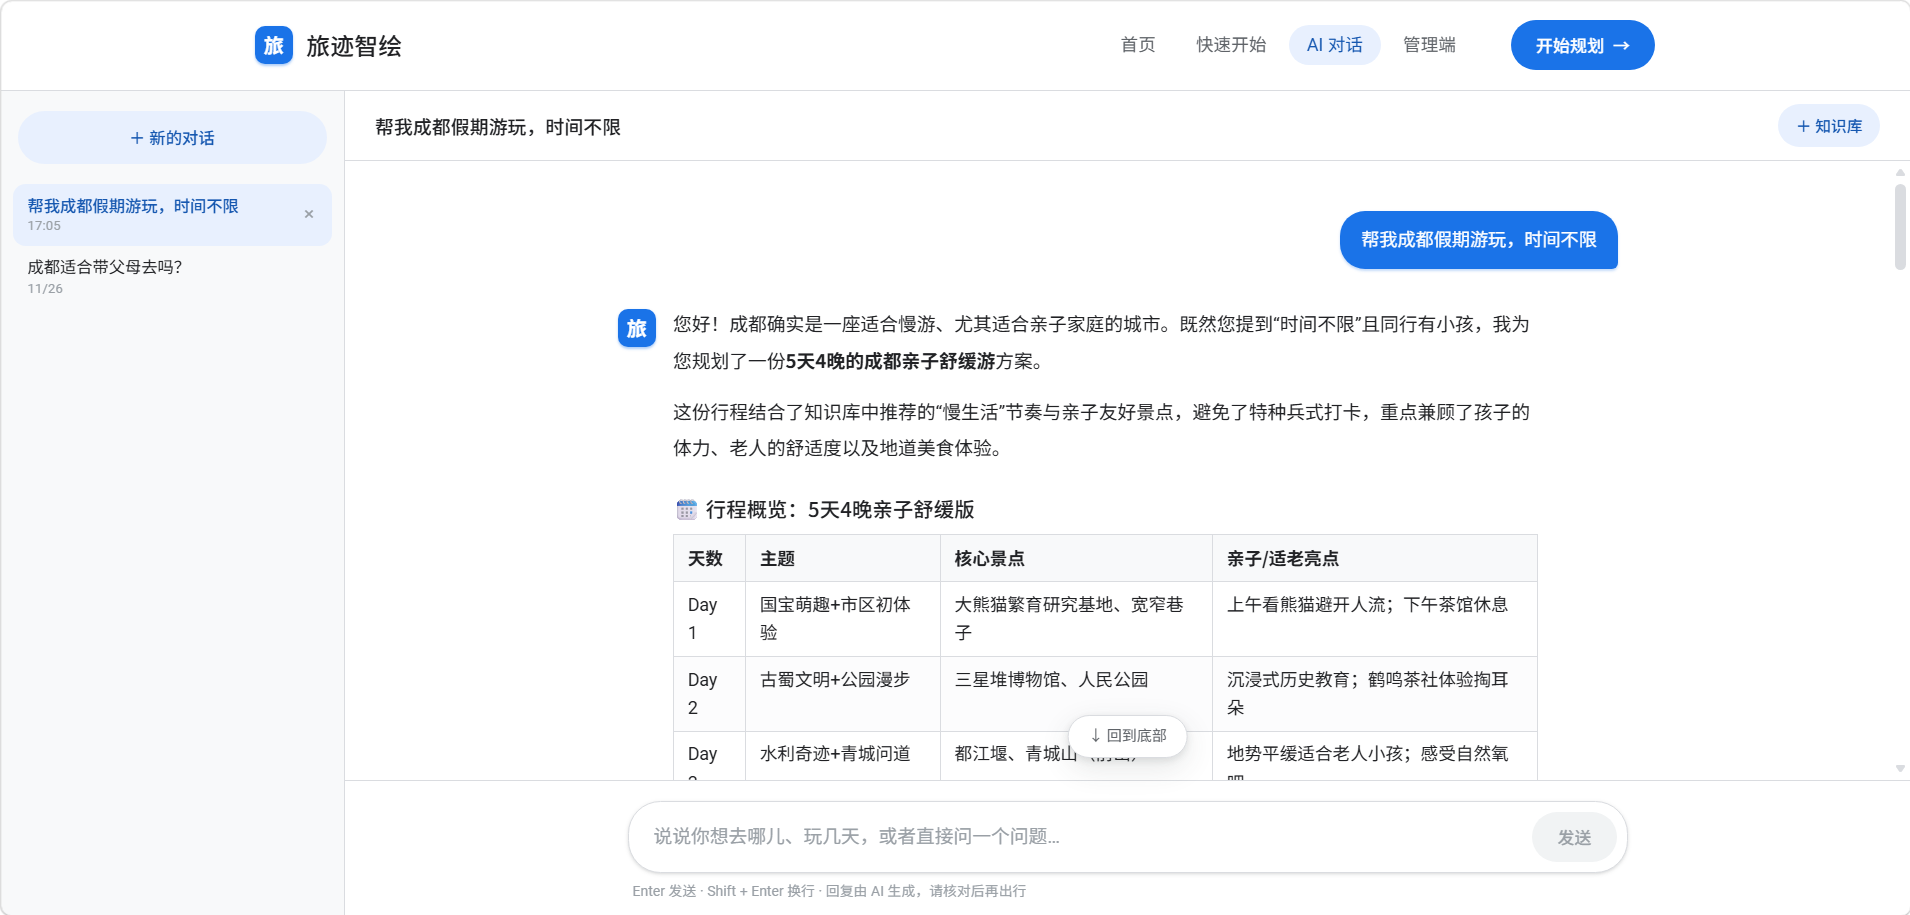 旅 旅迹智绘
首页 快速开始 AI 对话 管理端 开始规划 →
+ 新的对话
帮我成都假期游玩，时间不限
17:05
×
成都适合带父母去吗？
11/26
帮我成都假期游玩，时间不限
+ 知识库
帮我成都假期游玩，时间不限
旅
您好！成都确实是一座适合慢游、尤其适合亲子家庭的城市。既然您提到“时间不限”且同行有小孩，我为
您规划了一份5天4晚的成都亲子舒缓游方案。
这份行程结合了知识库中推荐的“慢生活”节奏与亲子友好景点，避免了特种兵式打卡，重点兼顾了孩子的
体力、老人的舒适度以及地道美食体验。
行程概览：5天4晚亲子舒缓版
天数 主题 核心景点 亲子/适老亮点
Day 国宝萌趣+市区初体 大熊猫繁育研究基地、宽窄巷 上午看熊猫避开人流；下午茶馆休息
1 验 子
Day 古蜀文明+公园漫步 三星堆博物馆、人民公园 沉浸式历史教育；鹤鸣茶社体验掏耳
2 朵
Day 水利奇迹+青城问道 都江堰、青城山 地势平缓适合老人小孩；感受自然氧
↓ 回到底部
说说你想去哪儿、玩几天，或者直接问一个问题...
发送
Enter 发送 · Shift + Enter 换行 · 回复由 AI 生成，请核对后再出行